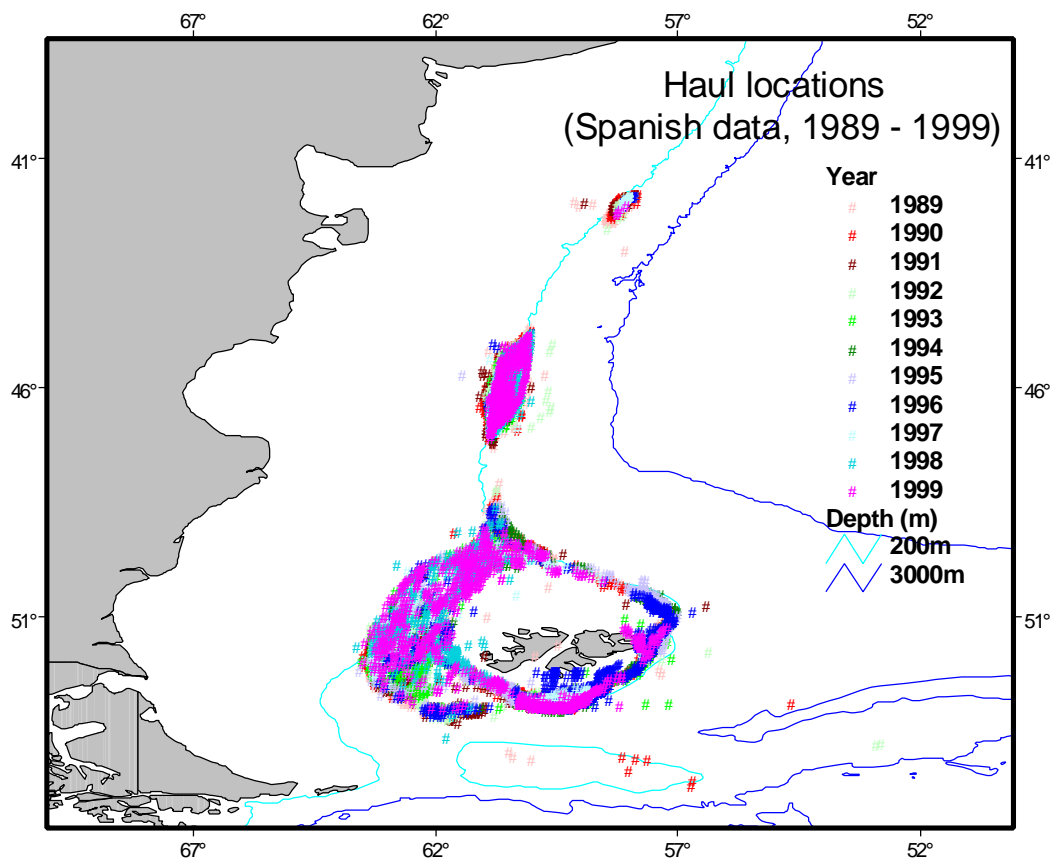 67° 62° 57° 52°
Haul locations
(Spanish data, 1989 - 1999)
41° 41°
Year
# 1989
# 1990
# 1991
# 1992
# 1993
# 1994
# 1995
# 1996
# 1997
# 1998
# 1999
46° 46°
Depth (m)
200m
3000m
51° 51°
67° 62° 57° 52°